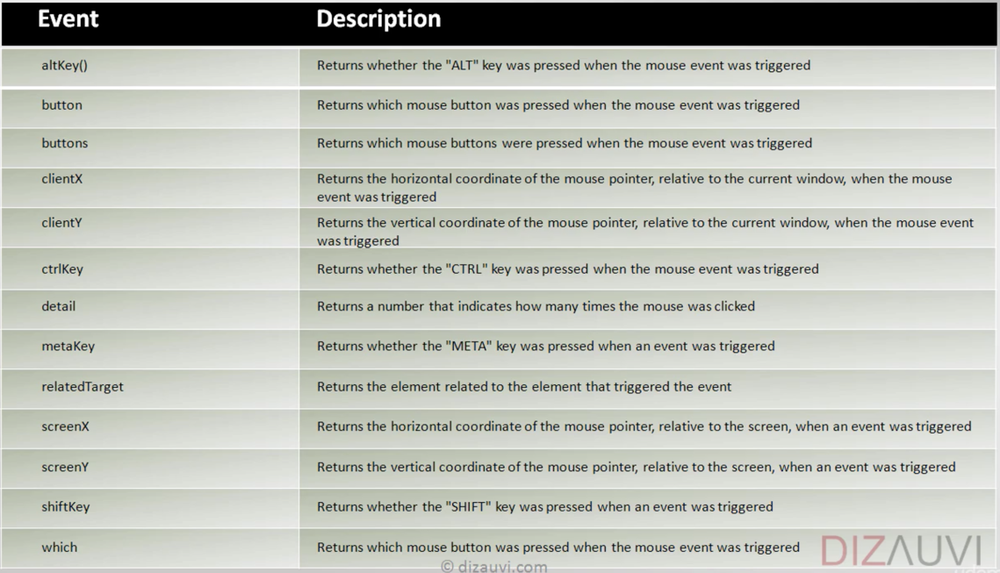 Event Description
altKey() Returns whether the "ALT" key was pressed when the mouse event was triggered
button Returns which mouse button was pressed when the mouse event was triggered
buttons Returns which mouse buttons were pressed when the mouse event was triggered
clientX Returns the horizontal coordinate of the mouse pointer, relative to the current window, when the mouse
event was triggered
clientY Returns the vertical coordinate of the mouse pointer, relative to the current window, when the mouse event
was triggered
ctrlKey Returns whether the "CTRL" key was pressed when the mouse event was triggered
detail Returns a number that indicates how many times the mouse was clicked
metaKey Returns whether the "META" key was pressed when an event was triggered
relatedTarget Returns the element related to the element that triggered the event
screenX Returns the horizontal coordinate of the mouse pointer, relative to the screen, when an event was triggered
screenY Returns the vertical coordinate of the mouse pointer, relative to the screen, when an event was triggered
shiftKey Returns whether the "SHIFT" key was pressed when an event was triggered
which Returns which mouse button was pressed when the mouse event was triggered
DIZAUVI
© dizauvi.com